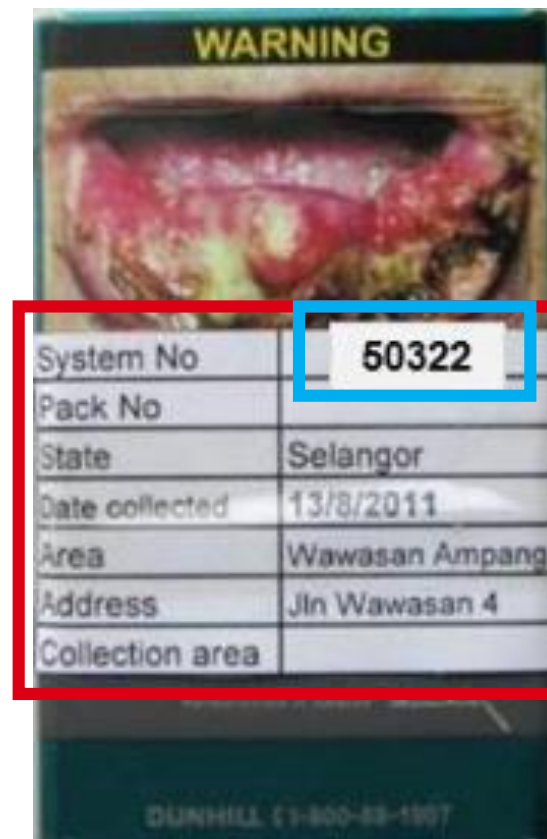 WARNING
System No 50322
Pack No
State Selangor
Date collected 13/8/2011
Area Wawasan Ampang
Address Jln Wawasan 4
Collection area
DUNHILL